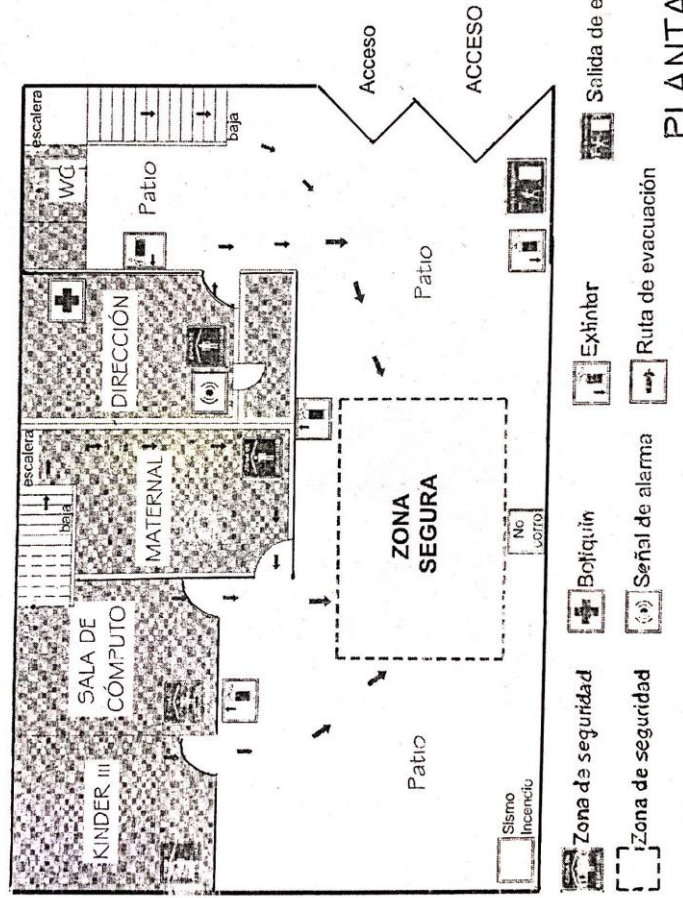 escalera
WC
Patio
baja
Acceso
ACCESO
DIRECCIÓN
escalera
baja
MATERNAL
SALA DE
CÓMPUTO
KINDER III
Patio
ZONA
SEGURA
No
corro
Patio
Sismo
Incendio
Zona de seguridad
Botiquín
Extintor
Salida de e
Zona de seguridad
Señal de alarma
Ruta de evacuación
PLANTA